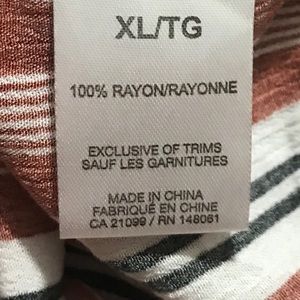 XL/TG
100% RAYON/RAYONNE
EXCLUSIVE OF TRIMS
SAUF LES GARNITURES
MADE IN CHINA
FABRIQUÉ EN CHINE
CA 21099 / RN 148061